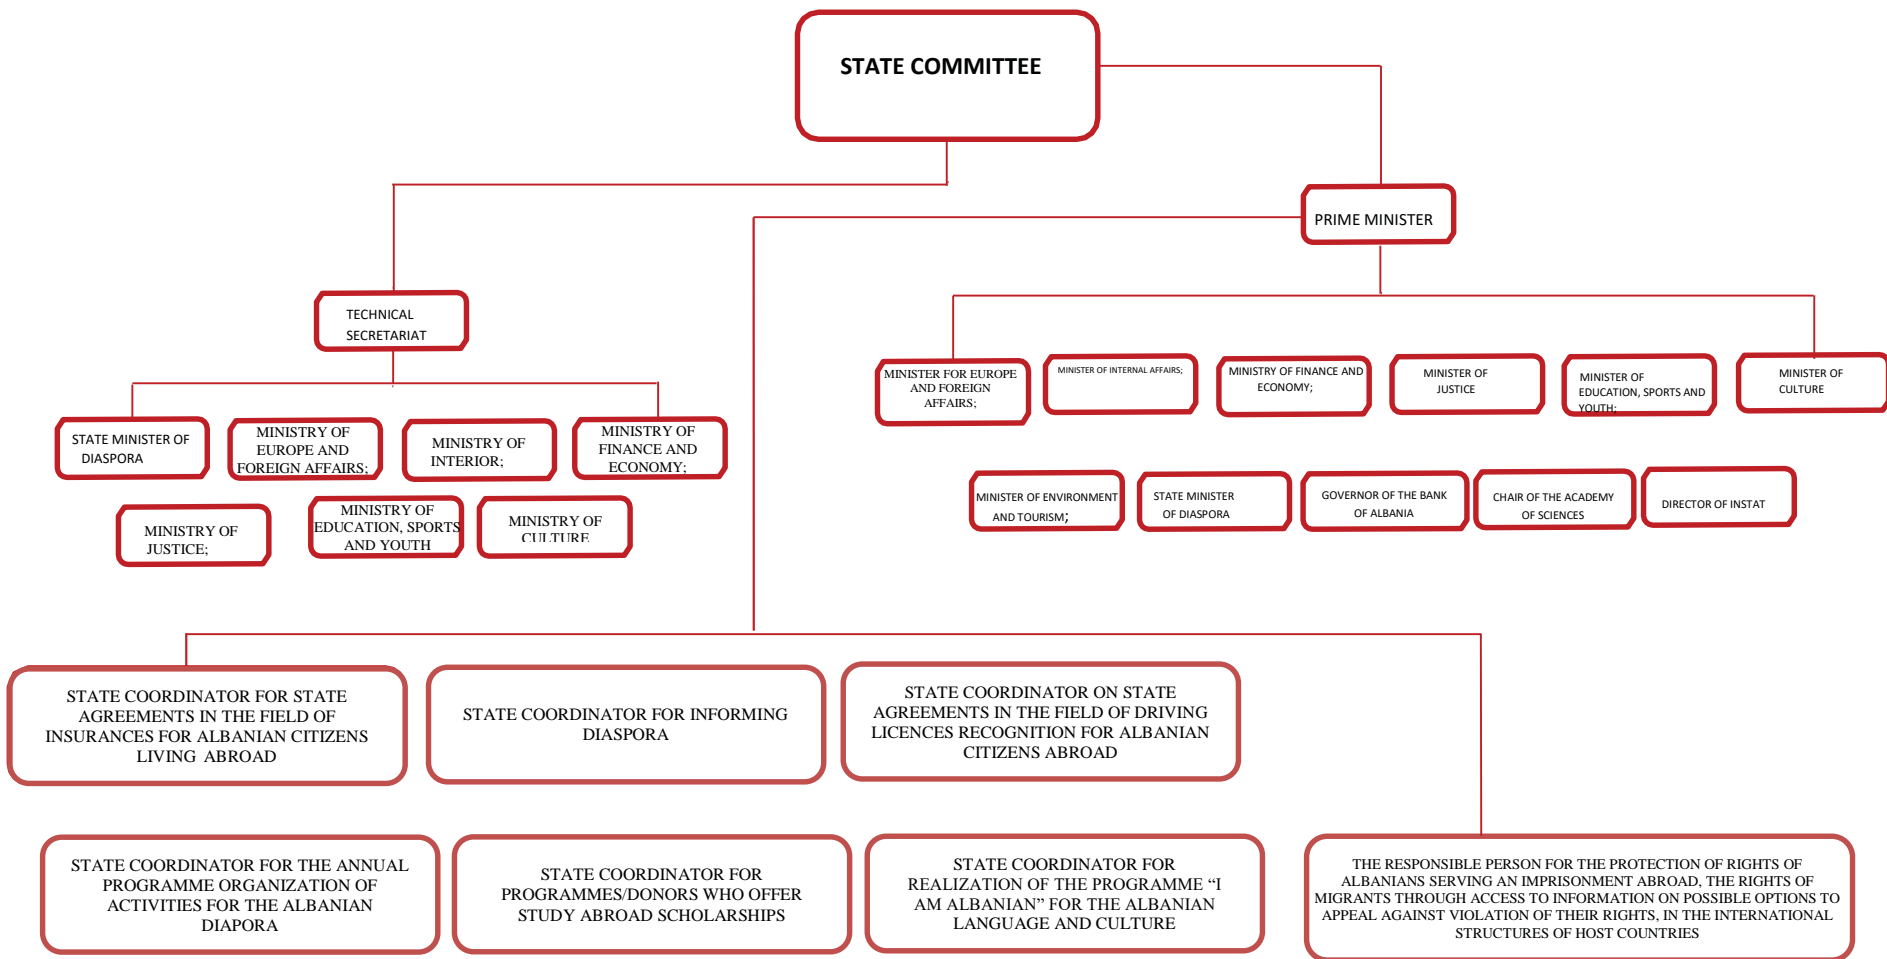 STATE COMMITTEE
PRIME MINISTER
TECHNICAL
SECRETARIAT
STATE MINISTER OF
DIASPORA
MINISTRY OF
EUROPE AND
FOREIGN AFFAIRS;
MINISTRY OF
INTERIOR;
MINISTRY OF
FINANCE AND
ECONOMY;
MINISTRY OF
JUSTICE;
MINISTRY OF
EDUCATION, SPORTS
AND YOUTH
MINISTRY OF
CULTURE
MINISTER FOR EUROPE
AND FOREIGN
AFFAIRS;
MINISTER OF INTERNAL AFFAIRS;
MINISTRY OF FINANCE AND
ECONOMY;
MINISTER OF
JUSTICE
MINISTER OF
EDUCATION, SPORTS AND
YOUTH;
MINISTER OF
CULTURE
MINISTER OF ENVIRONMENT
AND TOURISM;
STATE MINISTER
OF DIASPORA
GOVERNOR OF THE BANK
OF ALBANIA
CHAIR OF THE ACADEMY
OF SCIENCES
DIRECTOR OF INSTAT
STATE COORDINATOR FOR STATE
AGREEMENTS IN THE FIELD OF
INSURANCES FOR ALBANIAN CITIZENS
LIVING ABROAD
STATE COORDINATOR FOR INFORMING
DIASPORA
STATE COORDINATOR ON STATE
AGREEMENTS IN THE FIELD OF DRIVING
LICENCES RECOGNITION FOR ALBANIAN
CITIZENS ABROAD
STATE COORDINATOR FOR THE ANNUAL
PROGRAMME ORGANIZATION OF
ACTIVITIES FOR THE ALBANIAN
DIAPORA
STATE COORDINATOR FOR
PROGRAMMES/DONORS WHO OFFER
STUDY ABROAD SCHOLARSHIPS
STATE COORDINATOR FOR
REALIZATION OF THE PROGRAMME “I
AM ALBANIAN” FOR THE ALBANIAN
LANGUAGE AND CULTURE
THE RESPONSIBLE PERSON FOR THE PROTECTION OF RIGHTS OF
ALBANIANS SERVING AN IMPRISONMENT ABROAD, THE RIGHTS OF
MIGRANTS THROUGH ACCESS TO INFORMATION ON POSSIBLE OPTIONS TO
APPEAL AGAINST VIOLATION OF THEIR RIGHTS, IN THE INTERNATIONAL
STRUCTURES OF HOST COUNTRIES